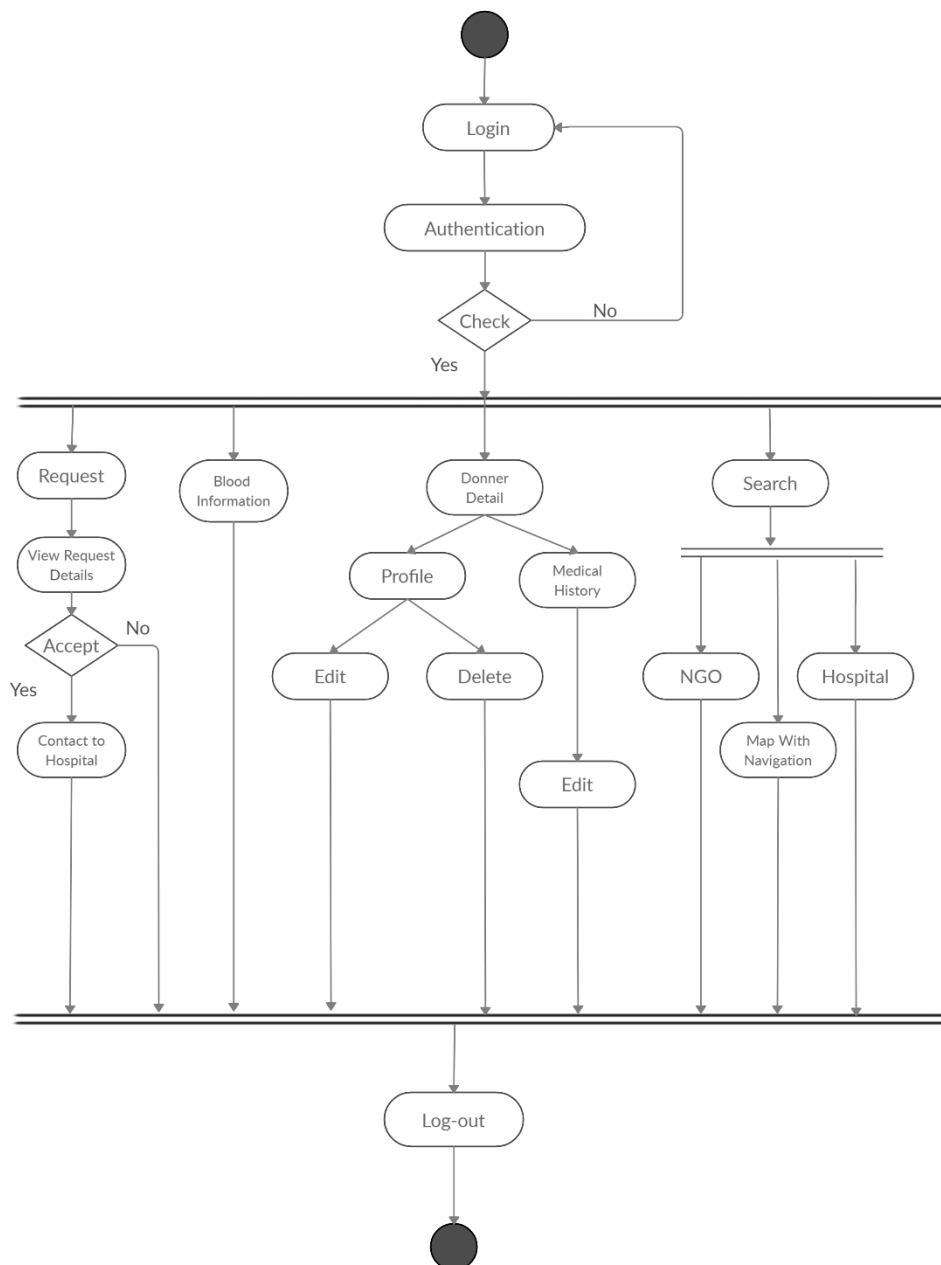 Login
Authentication
Check
No
Yes
Request
Blood
Information
Donner
Detail
Search
View Request
Details
Profile
Medical
History
No
Accept
Yes
Edit
Delete
NGO
Hospital
Contact to
Hospital
Map With
Navigation
Edit
Log-out